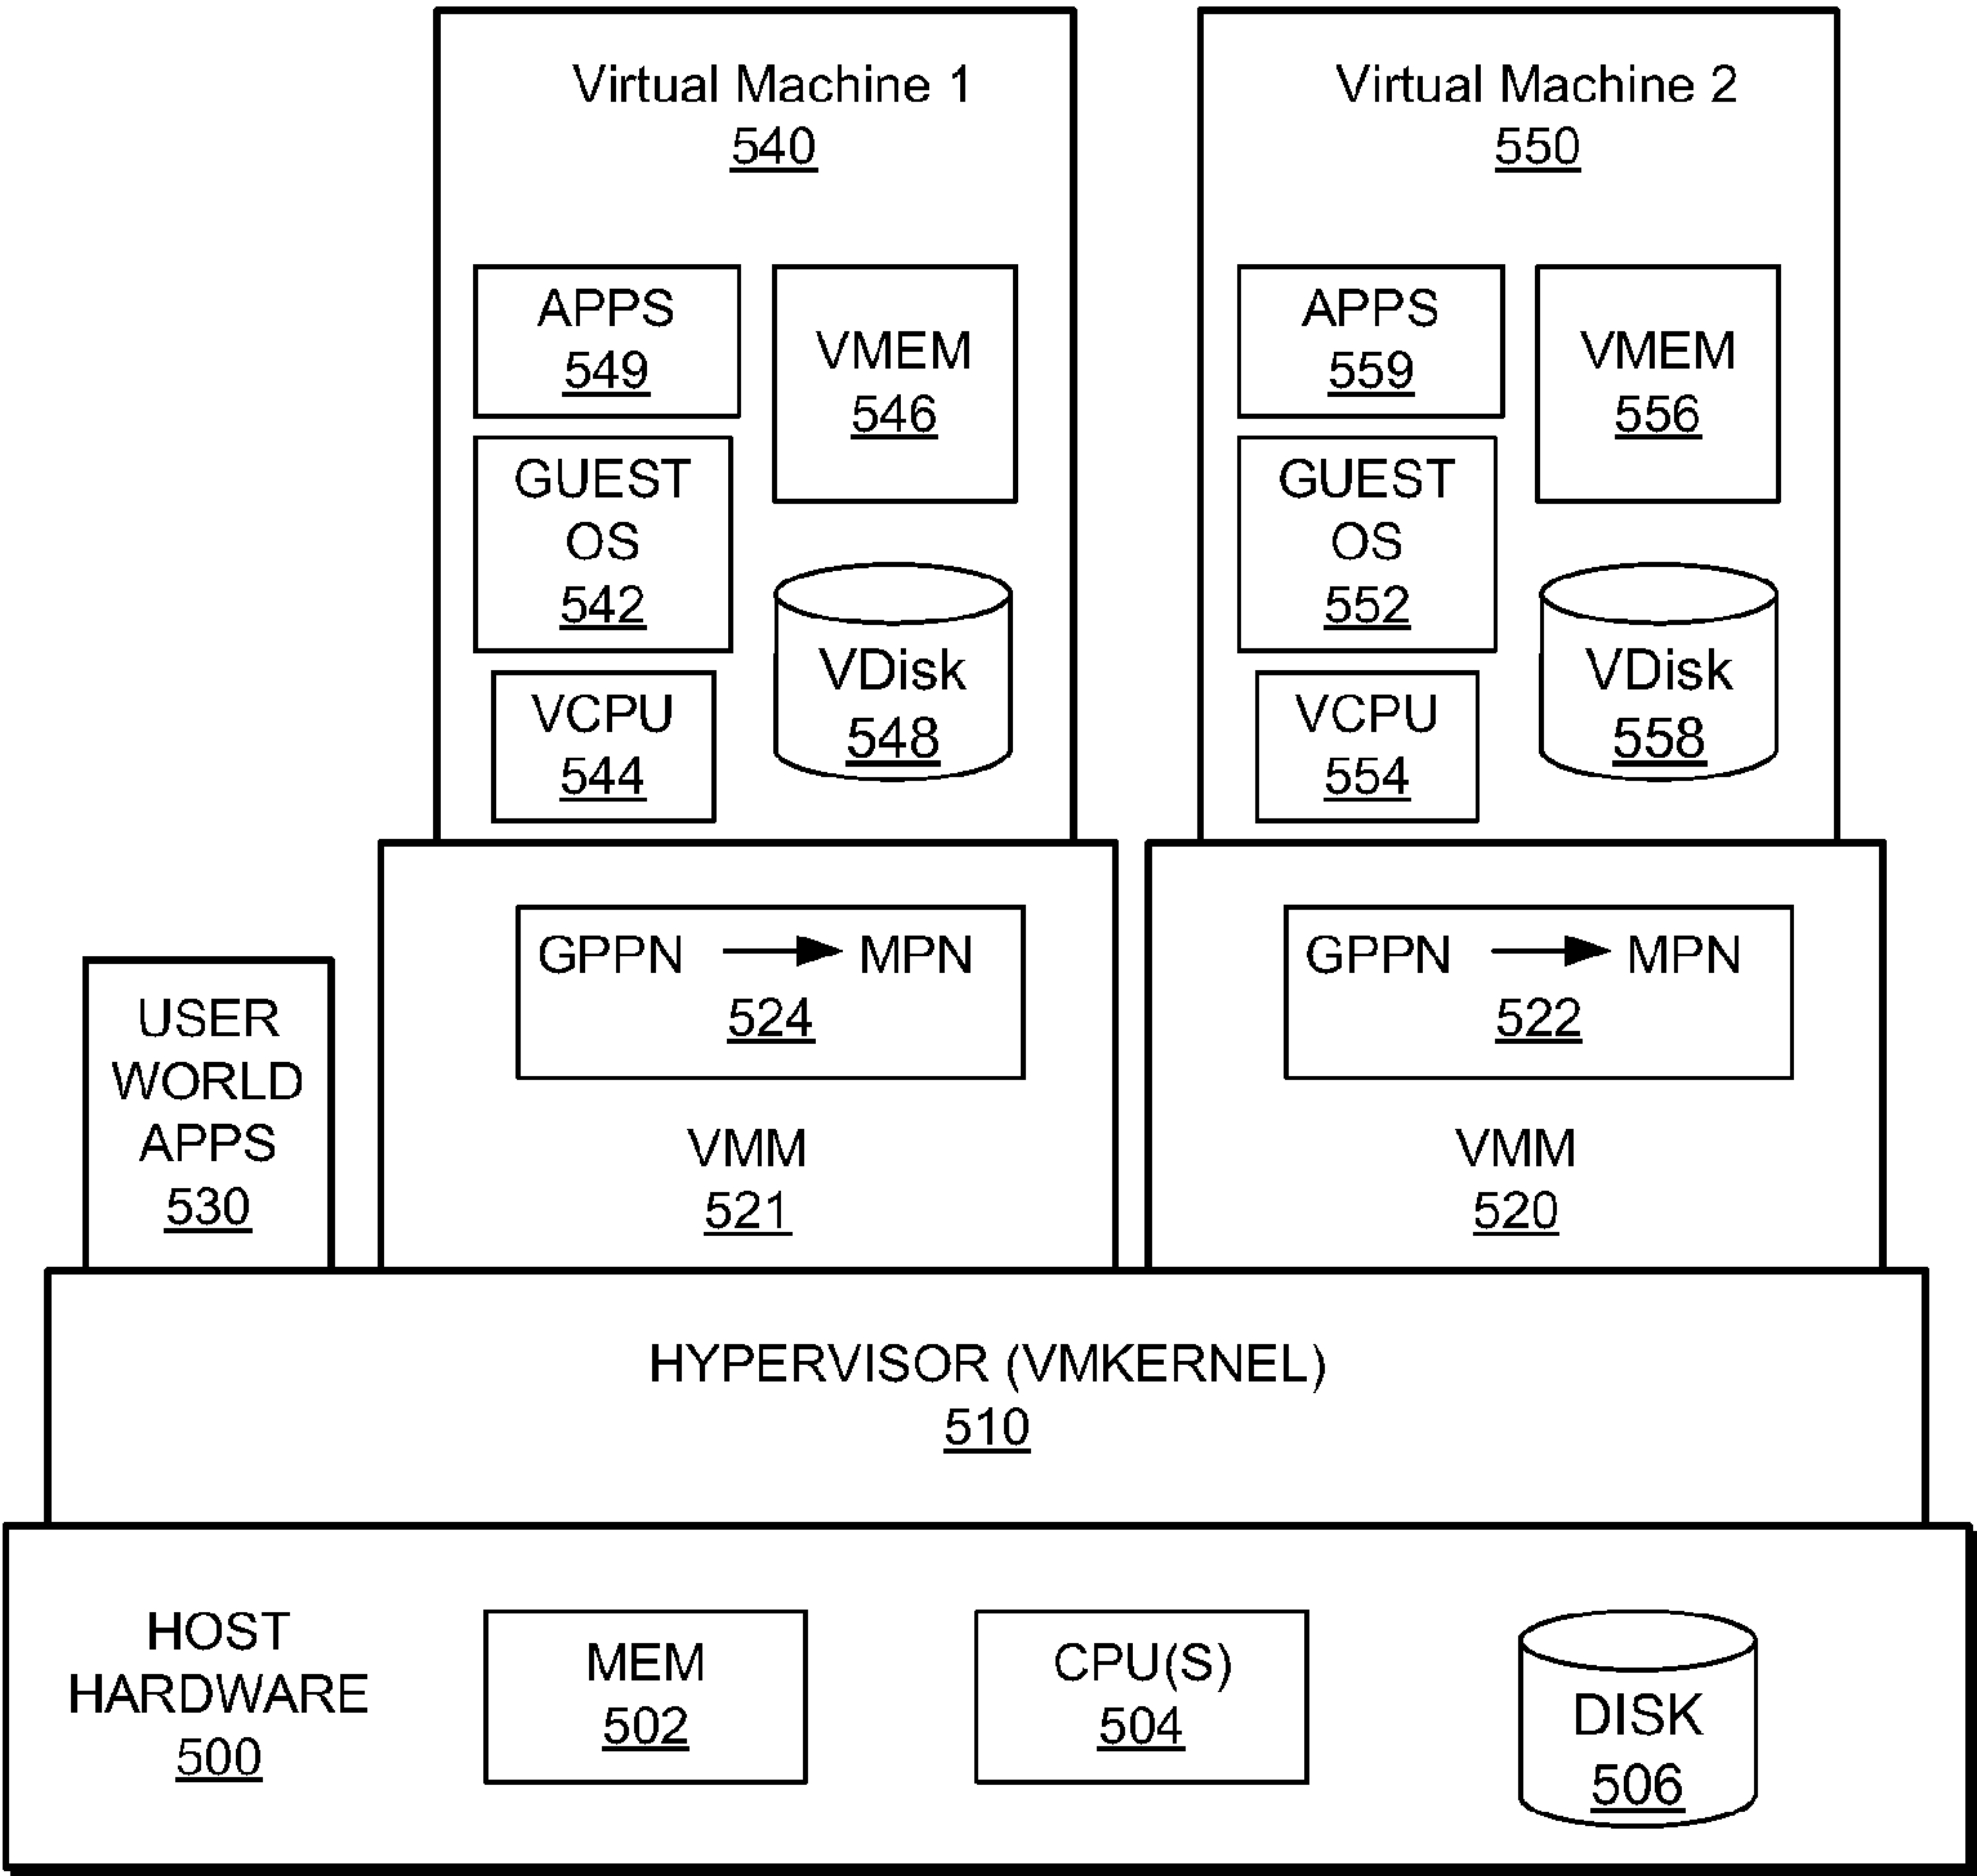 Virtual Machine 1
540
APPS
549
VMEM
546
GUEST
OS
542
VDisk
548
VCPU
544
Virtual Machine 2
550
APPS
559
VMEM
556
GUEST
OS
552
VDisk
558
VCPU
554
GPPN MPN
524
VMM
521
GPPN MPN
522
VMM
520
USER
WORLD
APPS
530
HYPERVISOR (VMKERNEL)
510
HOST
HARDWARE
500
MEM
502
CPU(S)
504
DISK
506